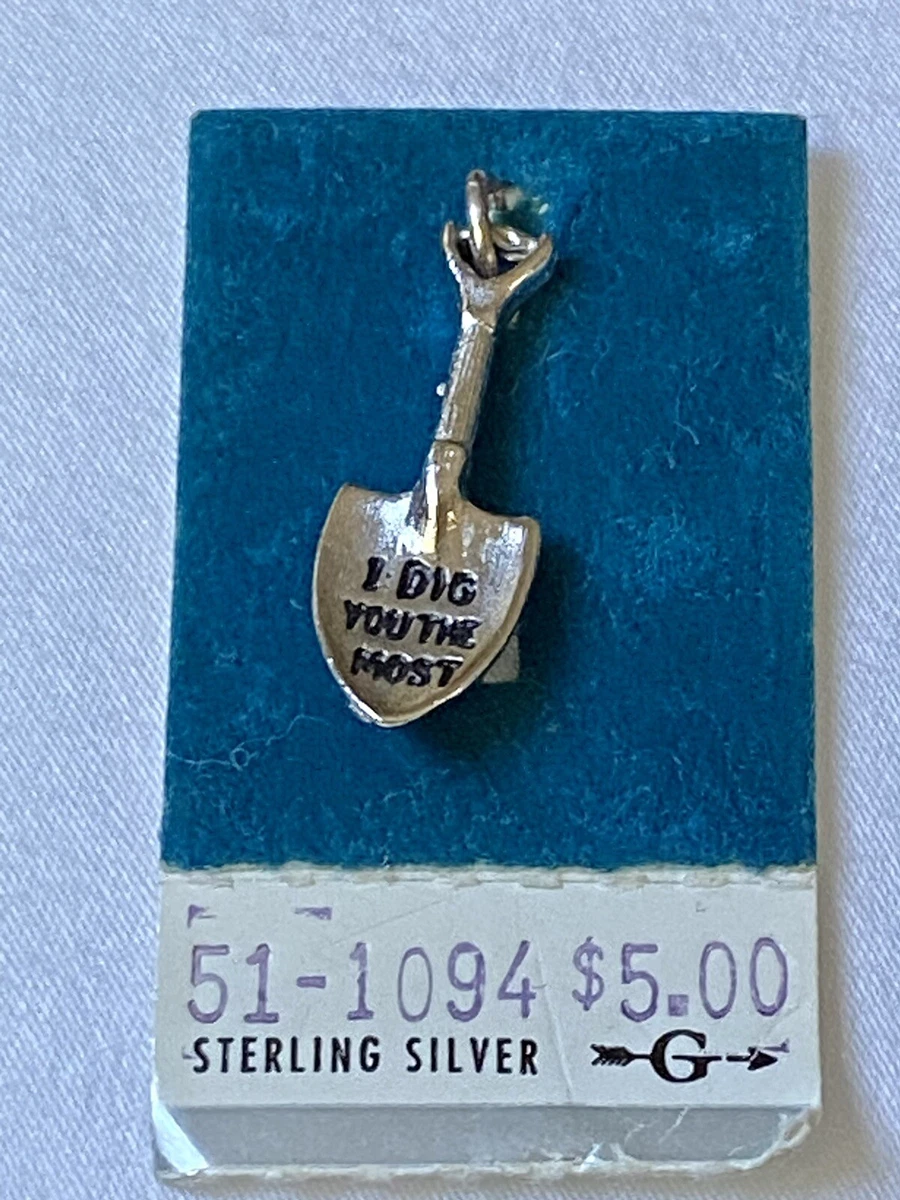 I DIG
YOU THE
MOST
51-1094 $5.00
STERLING SILVER G